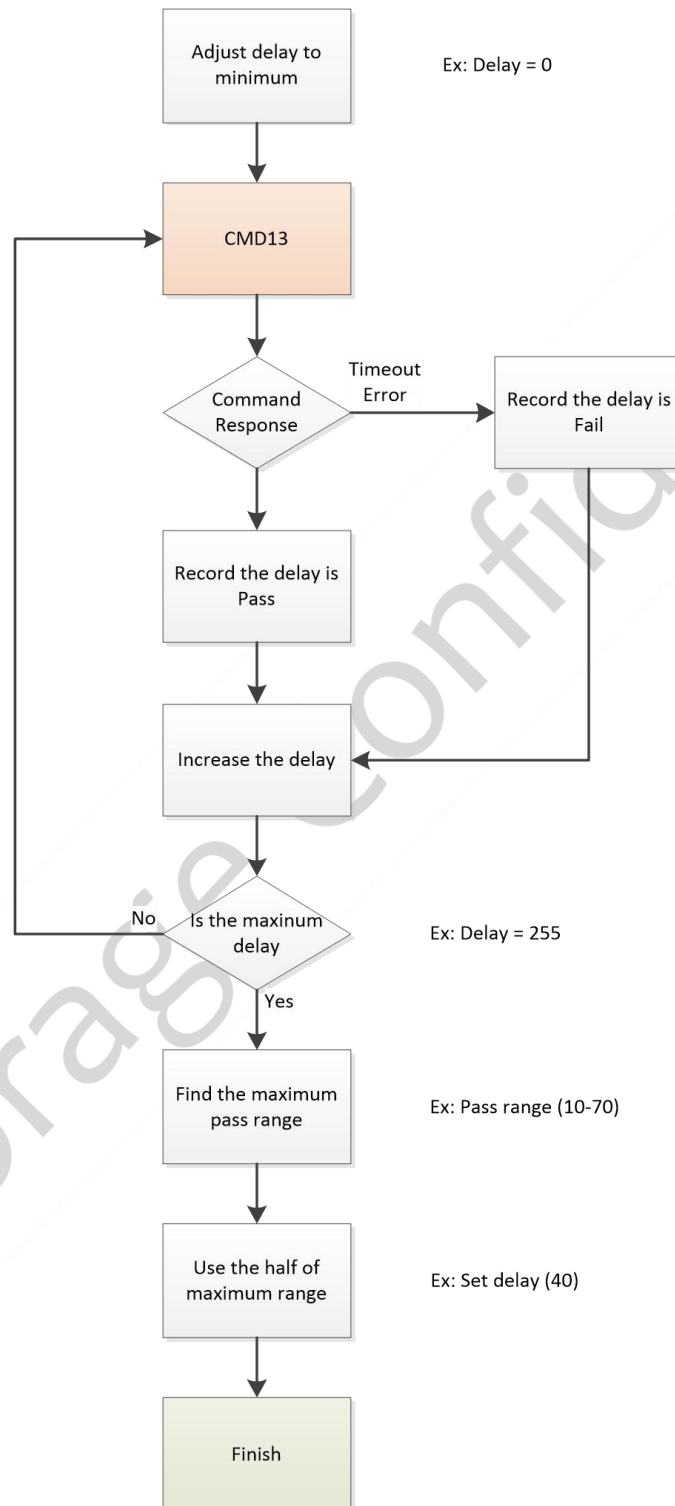 Adjust delay to
minimum
Ex: Delay = 0
CMD13
Timeout
Error
Command
Response
Record the delay is
Fail
Record the delay is
Pass
Increase the delay
No
Is the maxinum
delay
Ex: Delay = 255
Yes
Find the maximum
pass range
Ex: Pass range (10-70)
Use the half of
maximum range
Ex: Set delay (40)
Finish